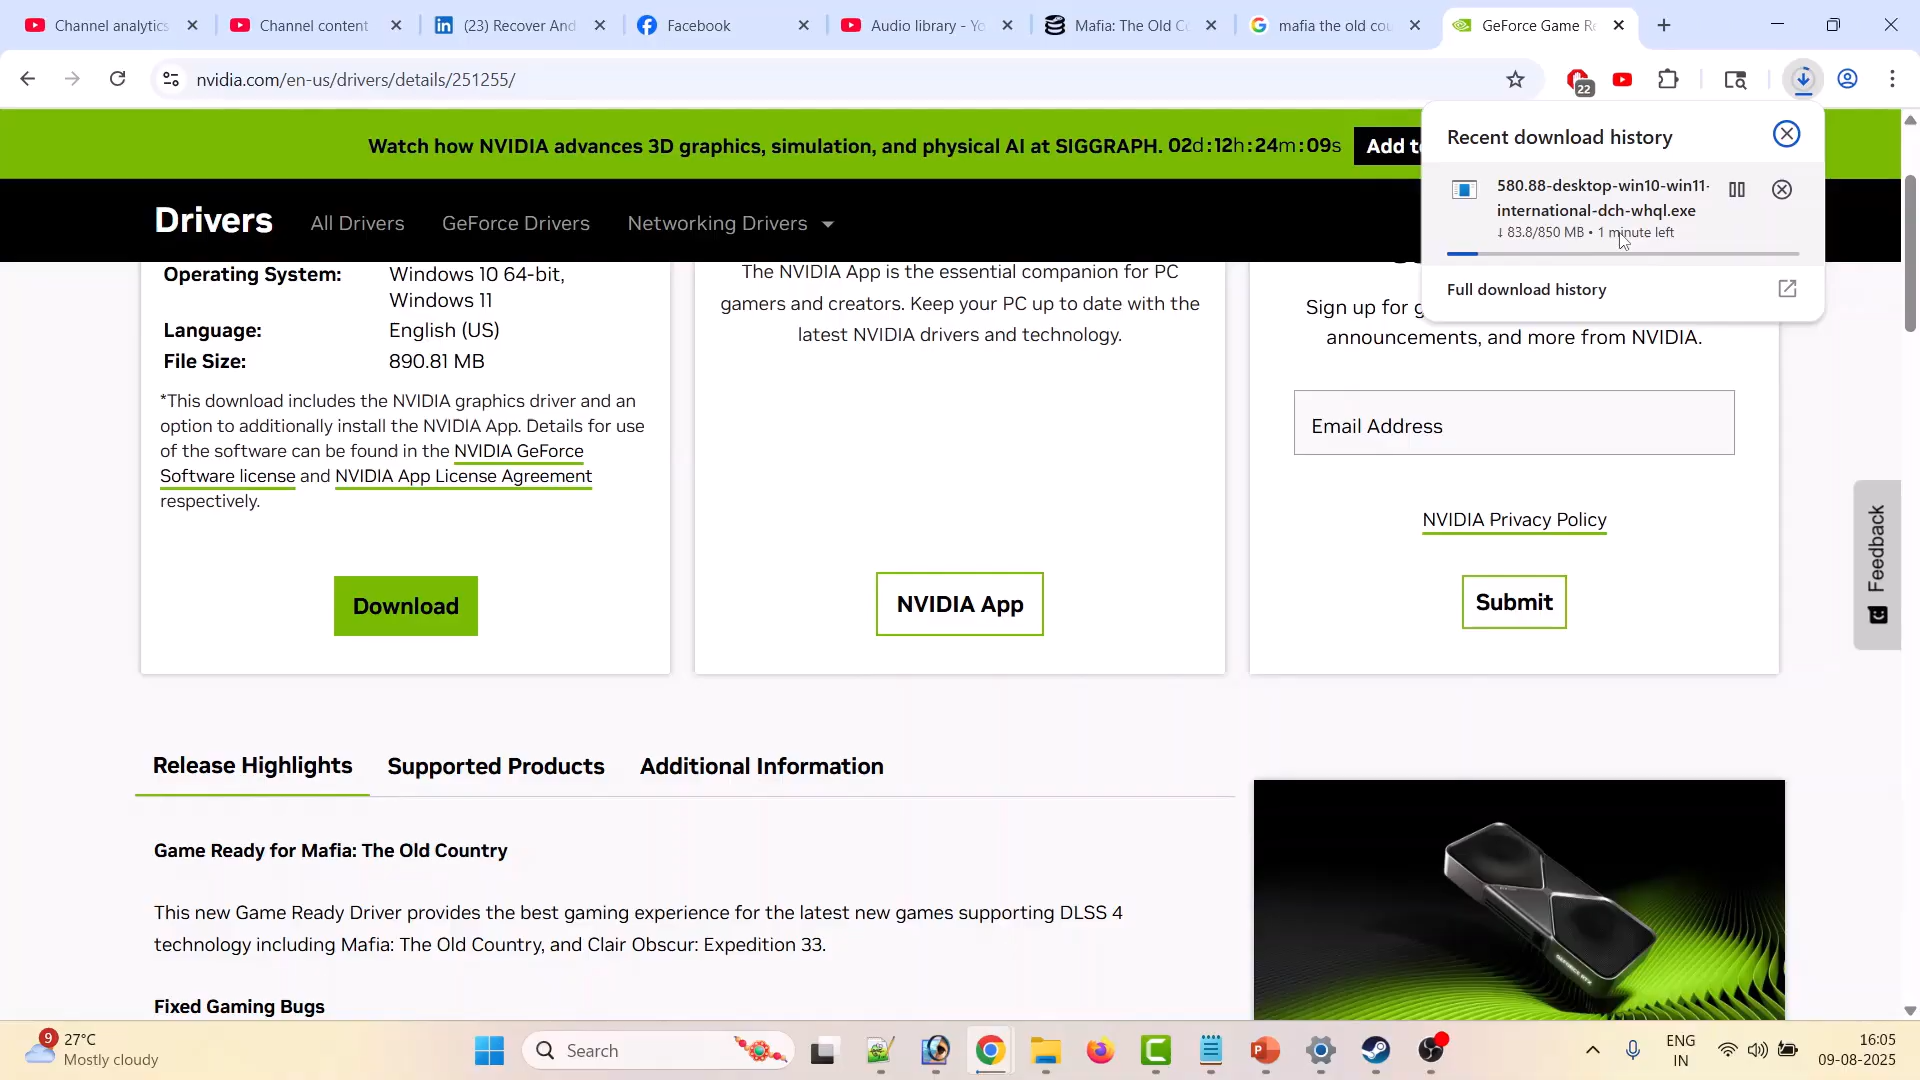 Channel analytics
Channel content
(23) Recover And
Facebook
Audio library - Yo
Mafia: The Old Co
mafia the old cou
GeForce Game Re
nvidia.com/en-us/drivers/details/251255/
22
Watch how NVIDIA advances 3D graphics, simulation, and physical AI at SIGGRAPH. 02d:12h:24m:09s
Add to
Recent download history
580.88-desktop-win10-win11-
international-dch-whql.exe
↓ 83.8/850 MB • 1 minute left
Full download history
Drivers
All Drivers
GeForce Drivers
Networking Drivers
Operating System:
Windows 10 64-bit,
Windows 11
Language:
English (US)
File Size:
890.81 MB
*This download includes the NVIDIA graphics driver and an
option to additionally install the NVIDIA App. Details for use
of the software can be found in the NVIDIA GeForce
Software license and NVIDIA App License Agreement
respectively.
Download
The NVIDIA App is the essential companion for PC
gamers and creators. Keep your PC up to date with the
latest NVIDIA drivers and technology.
NVIDIA App
Sign up for g
announcements, and more from NVIDIA.
Email Address
NVIDIA Privacy Policy
Submit
Feedback
Release Highlights
Supported Products
Additional Information
Game Ready for Mafia: The Old Country
This new Game Ready Driver provides the best gaming experience for the latest new games supporting DLSS 4
technology including Mafia: The Old Country, and Clair Obscur: Expedition 33.
Fixed Gaming Bugs
GEFORCE RTX
9
27°C
Mostly cloudy
Search
ENG
IN
16:05
09-08-2025